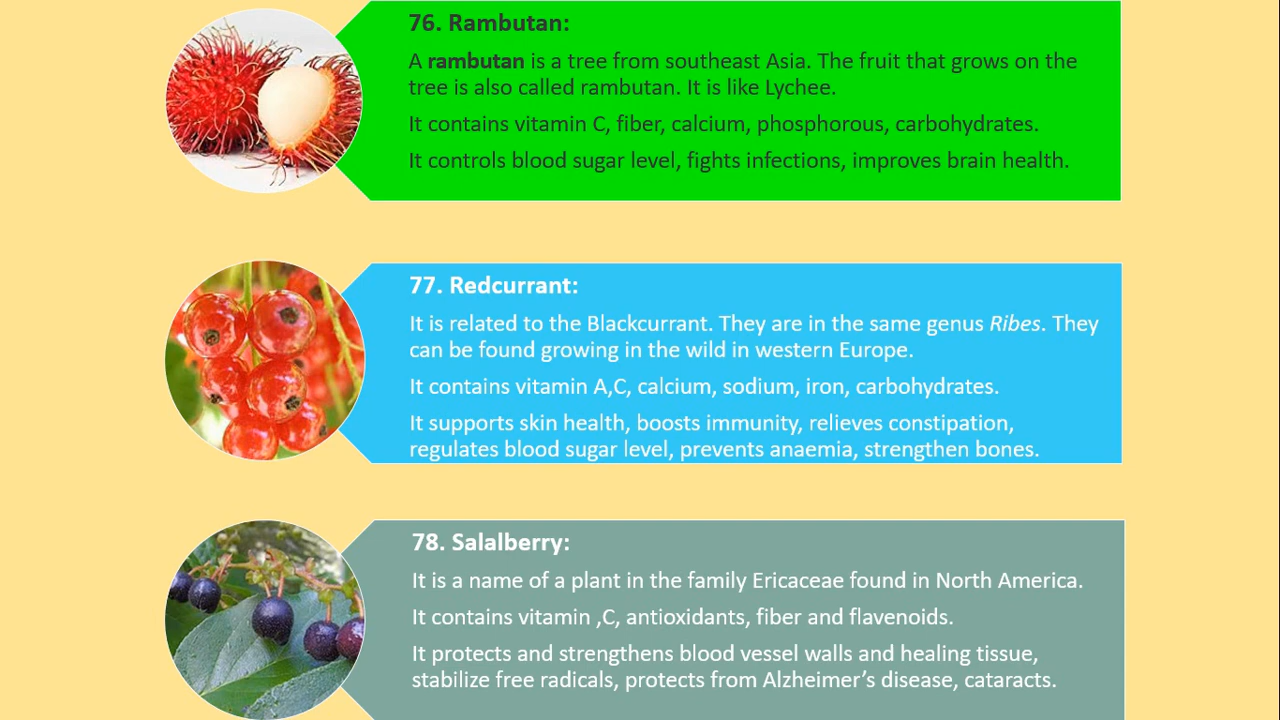 76. Rambutan:
A rambutan is a tree from southeast Asia. The fruit that grows on the
tree is also called rambutan. It is like Lychee.
It contains vitamin C, fiber, calcium, phosphorous, carbohydrates.
It controls blood sugar level, fights infections, improves brain health.
77. Redcurrant:
It is related to the Blackcurrant. They are in the same genus Ribes. They
can be found growing in the wild in western Europe.
It contains vitamin A,C, calcium, sodium, iron, carbohydrates.
It supports skin health, boosts immunity, relieves constipation,
regulates blood sugar level, prevents anaemia, strengthen bones.
78. Salalberry:
It is a name of a plant in the family Ericaceae found in North America.
It contains vitamin ,C, antioxidants, fiber and flavenoids.
It protects and strengthens blood vessel walls and healing tissue,
stabilize free radicals, protects from Alzheimer’s disease, cataracts.